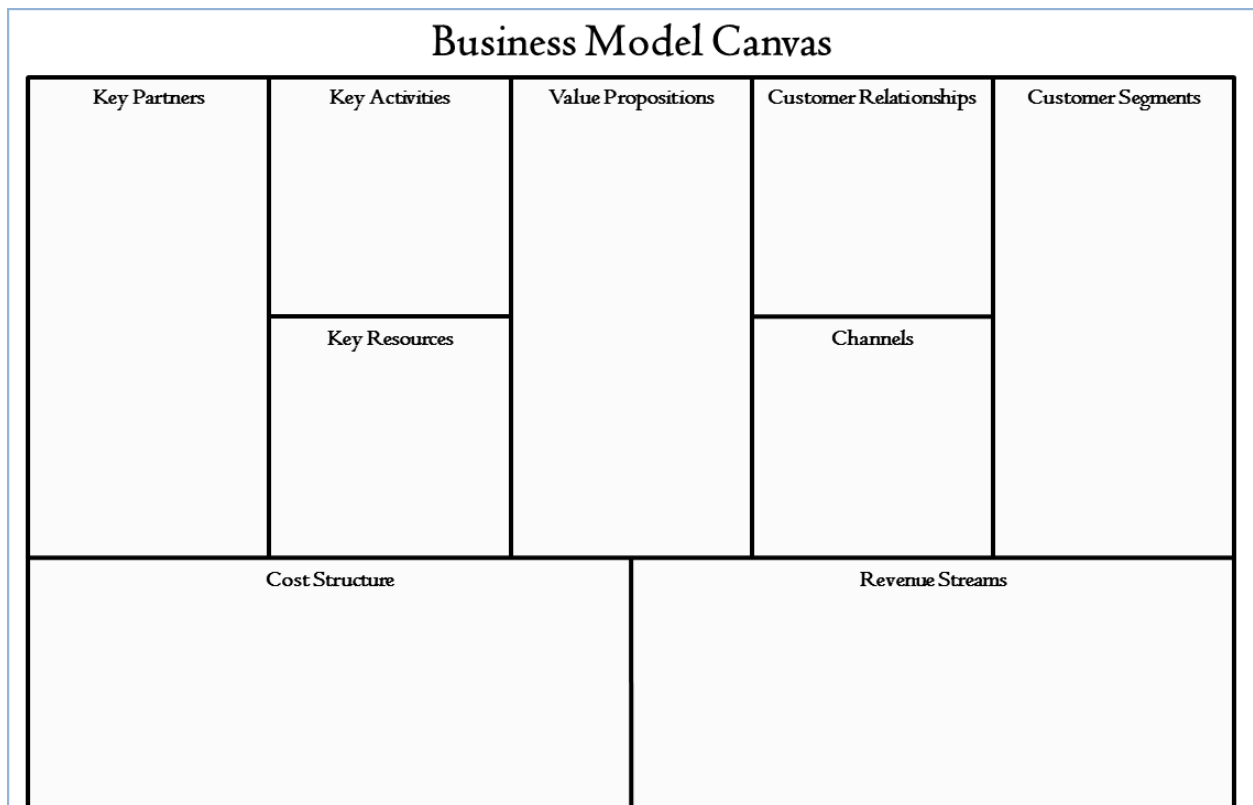 Business Model Canvas
Key Partners
Key Activities
Value Propositions
Customer Relationships
Customer Segments
Key Resources
Channels
Cost Structure
Revenue Streams